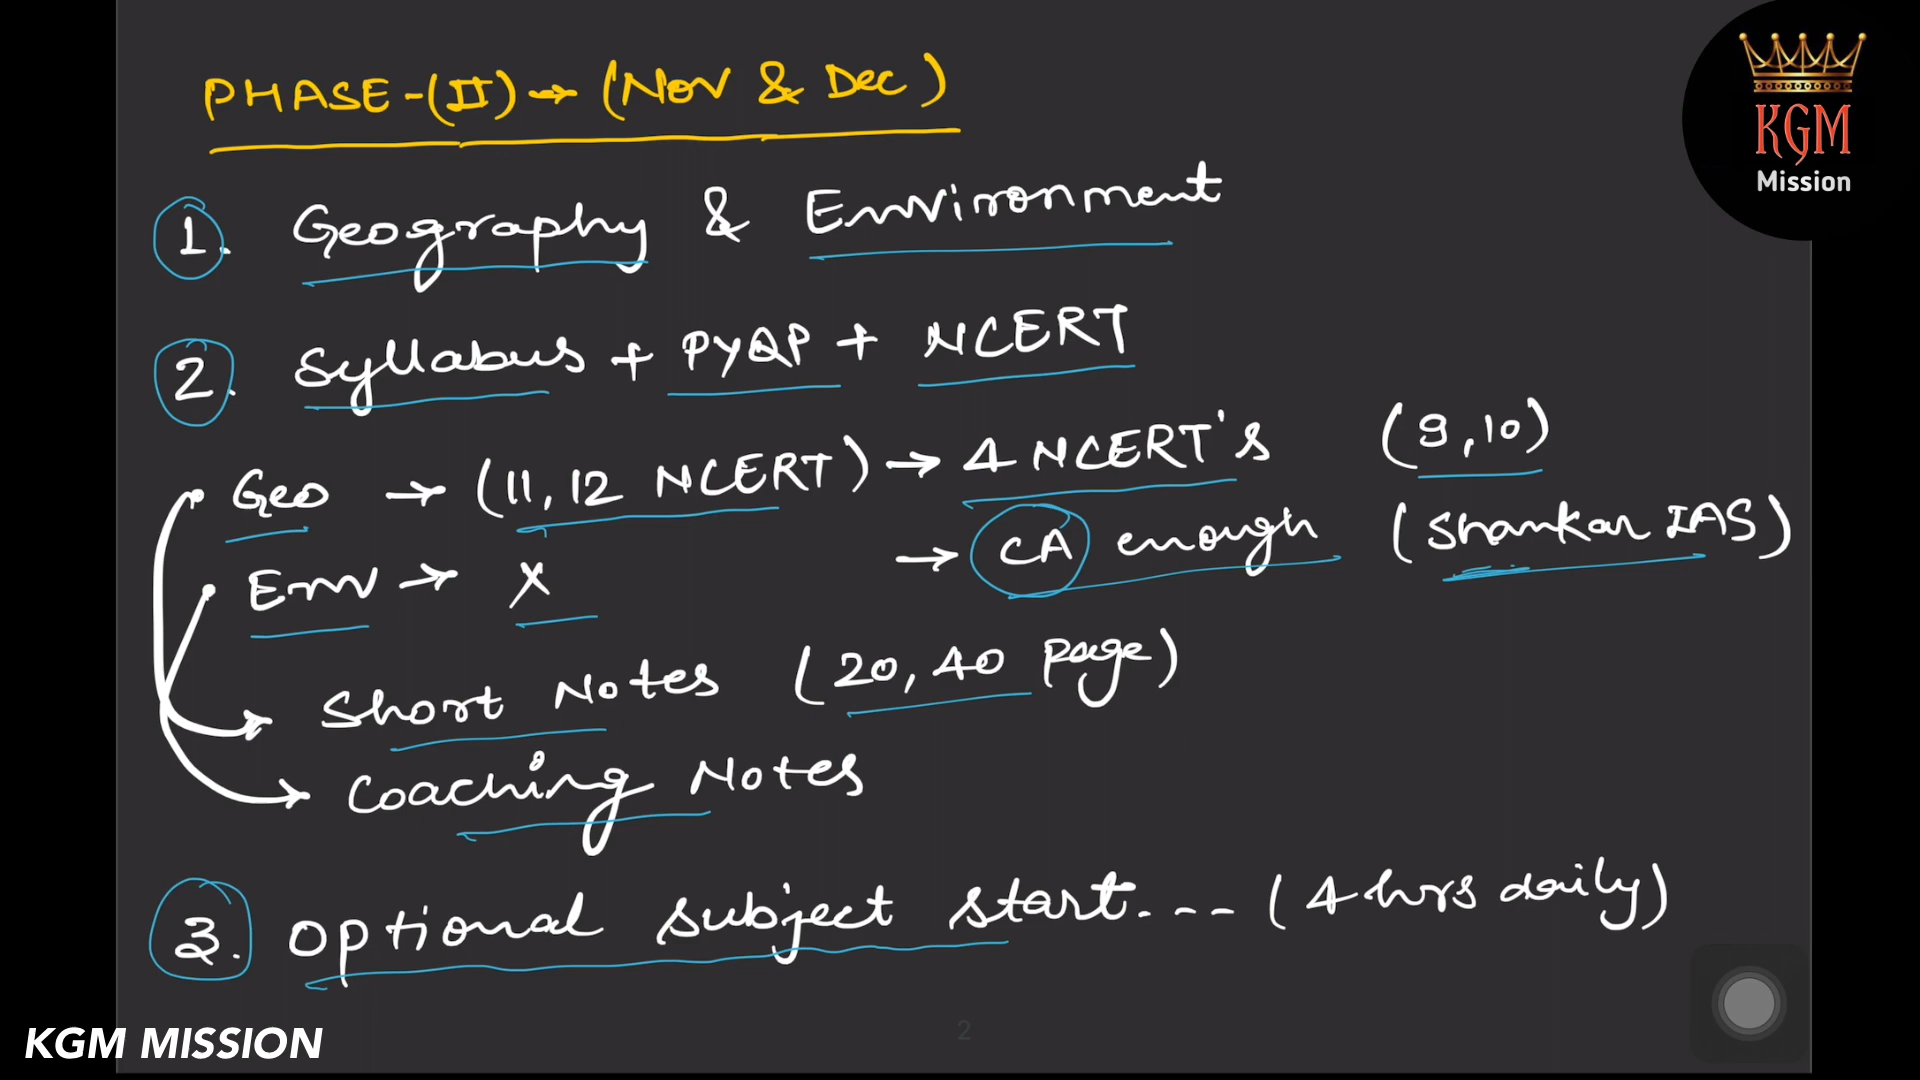 PHASE-(II) → (Nov & Dec)
KGM
Mission
1. Geography & Environment
2. Syllabus + PYQP + NCERT
Geo → (11, 12 NCERT) → 4 NCERT's (9,10)
Env → X → CA enough (Shankar IAS)
Short Notes (20, 40 page)
Coaching Notes
3. Optional subject start.--- (4 hrs daily)
KGM MISSION
2